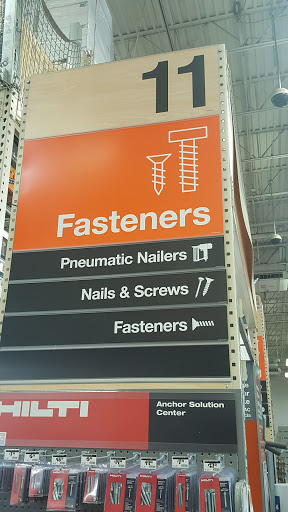 11
Fasteners
Pneumatic Nailers
Nails & Screws
Fasteners
HILTI
Anchor Solution
Center